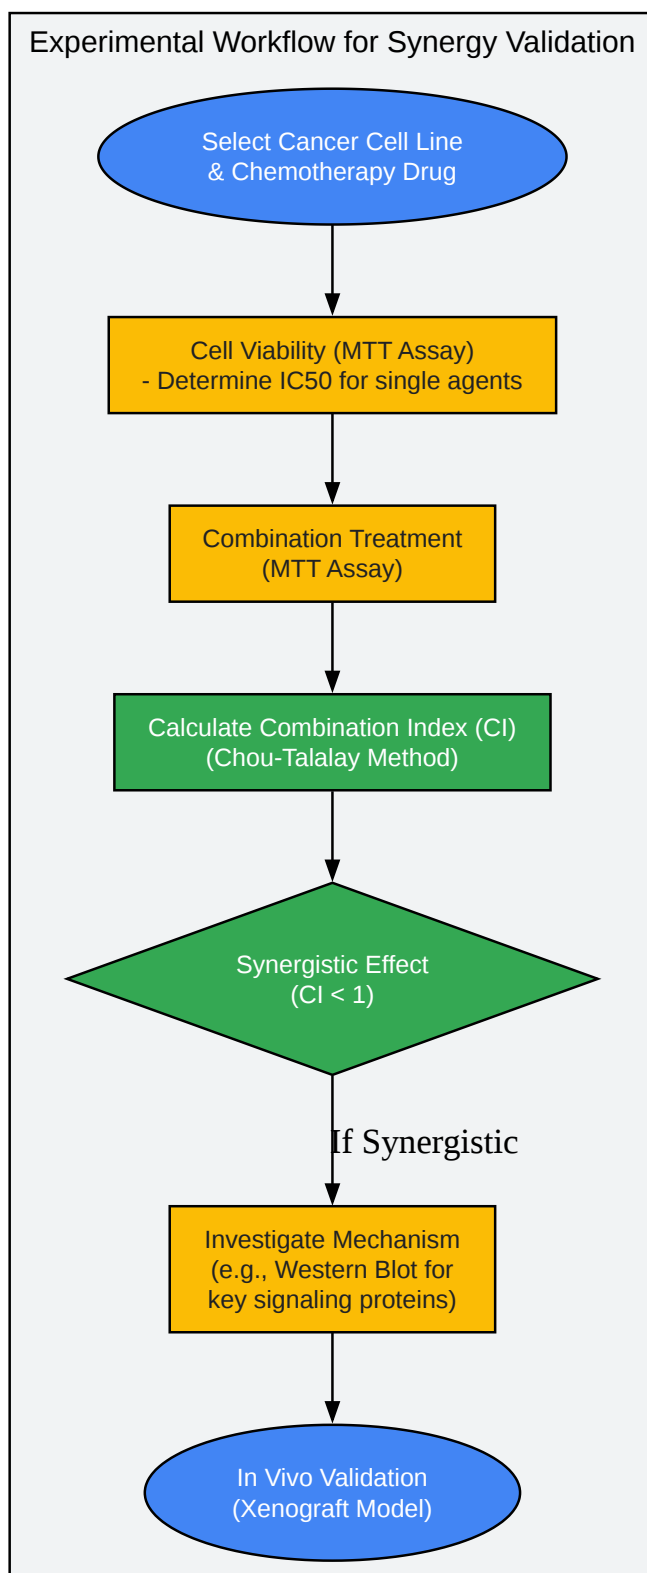 Experimental Workflow for Synergy Validation
Select Cancer Cell Line
& Chemotherapy Drug
Cell Viability (MTT Assay)
- Determine IC50 for single agents
Combination Treatment
(MTT Assay)
Calculate Combination Index (CI)
(Chou-Talalay Method)
Synergistic Effect
(CI < 1)
If Synergistic
Investigate Mechanism
(e.g., Western Blot for
key signaling proteins)
In Vivo Validation
(Xenograft Model)